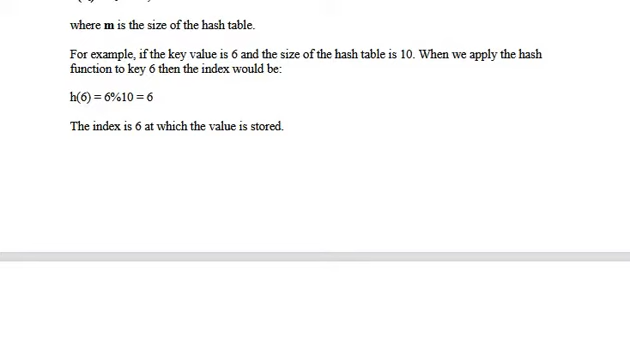 where m is the size of the hash table.
For example, if the key value is 6 and the size of the hash table is 10. When we apply the hash
function to key 6 then the index would be:
h(6) = 6%10 = 6
The index is 6 at which the value is stored.